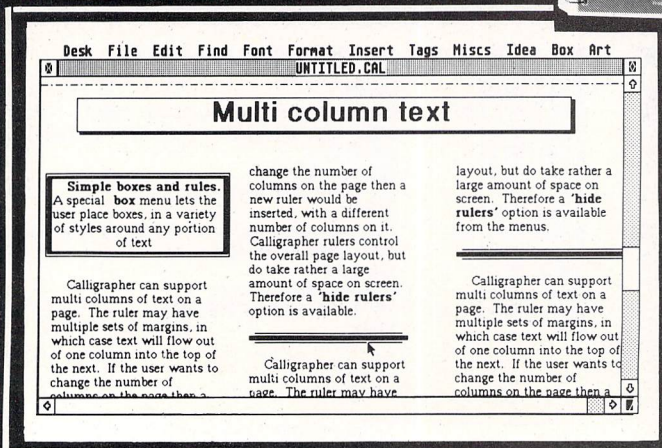 Desk File Edit Find Font Format Insert Tags Miscs Idea Box Art
UNTITLED.CAL
Multi column text
Simple boxes and rules.
A special box menu lets the
user place boxes, in a variety
of styles around any portion
of text
Calligrapher can support
multi columns of text on a
page. The ruler may have
multiple sets of margins, in
which case text will flow out
of one column into the top of
the next. If the user wants to
change the number of
columns on the page then a
change the number of
columns on the page then a
new ruler would be
inserted, with a different
number of columns on it.
Calligrapher rulers control
the overall page layout, but
do take rather a large
amount of space on screen.
Therefore a 'hide rulers'
option is available.
Calligrapher can support
multi columns of text on a
page. The ruler may have
layout, but do take rather a
large amount of space on
screen. Therefore a 'hide
rulers' option is available
from the menus.
Calligrapher can support
multi columns of text on a
page. The ruler may have
multiple sets of margins, in
which case text will flow out
of one column into the top of
the next. If the user wants to
change the number of
columns on the page then a